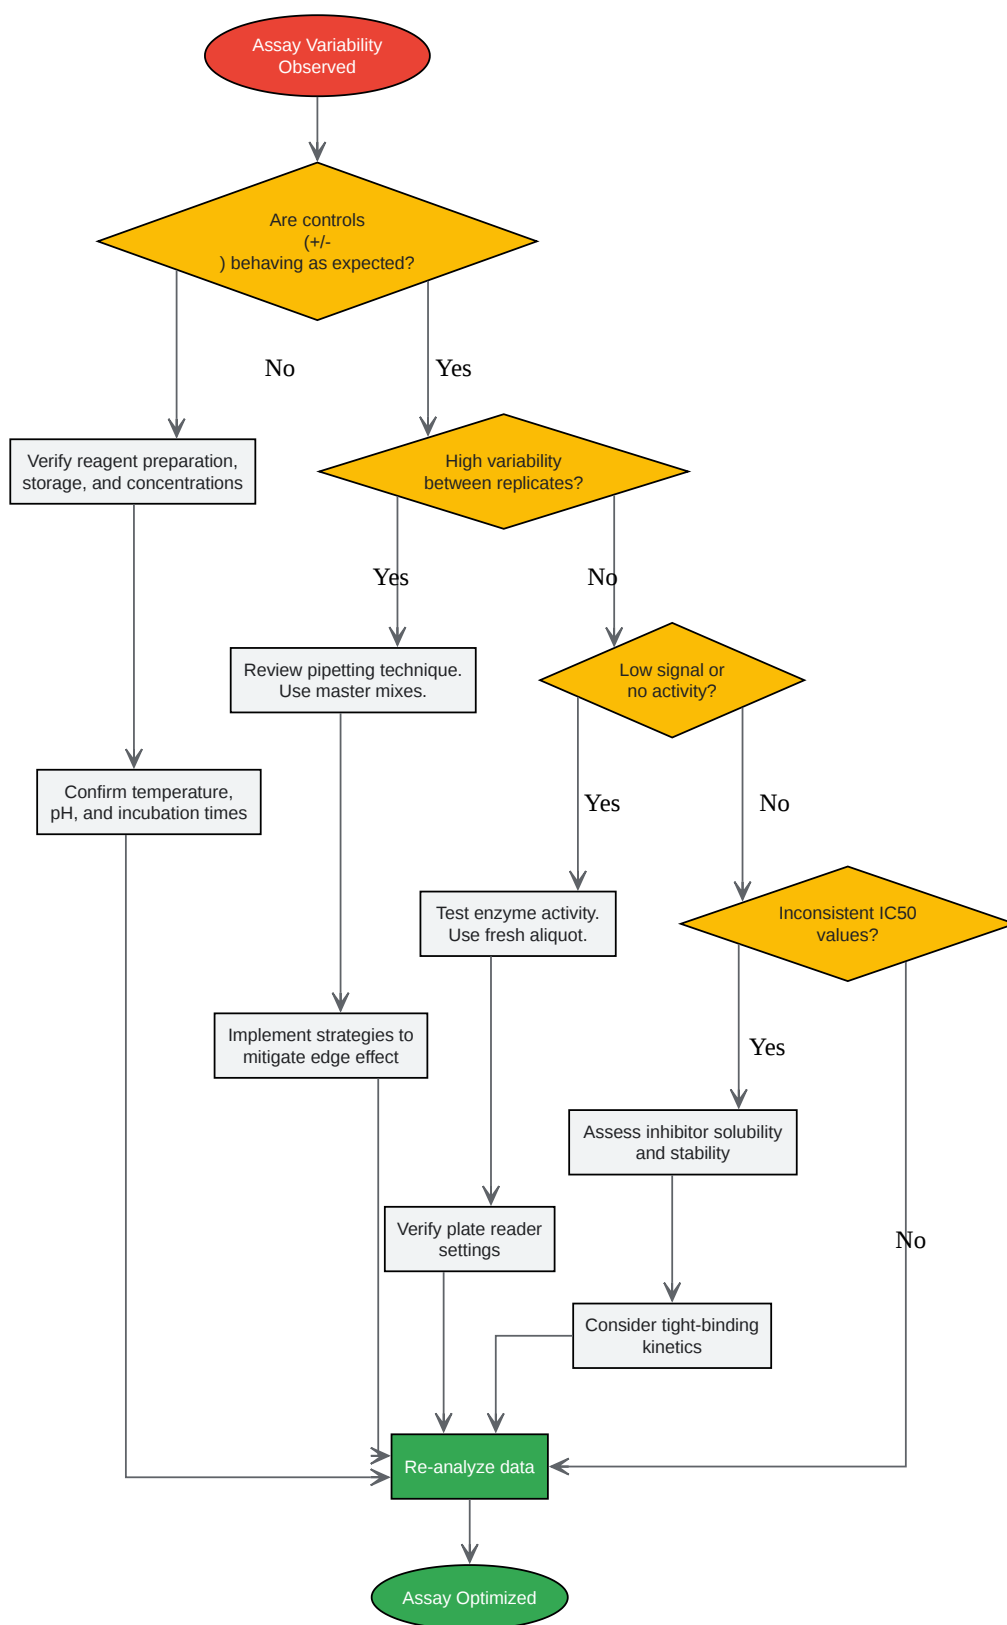 Assay Variability
Observed
Are controls
(+/-
) behaving as expected?
No
Yes
Verify reagent preparation,
storage, and concentrations
High variability
between replicates?
Yes
No
Review pipetting technique.
Use master mixes.
Low signal or
no activity?
Confirm temperature,
pH, and incubation times
Yes
No
Test enzyme activity.
Use fresh aliquot.
Inconsistent IC50
values?
Implement strategies to
mitigate edge effect
Yes
Assess inhibitor solubility
and stability
Verify plate reader
settings
No
Consider tight-binding
kinetics
Re-analyze data
Assay Optimized